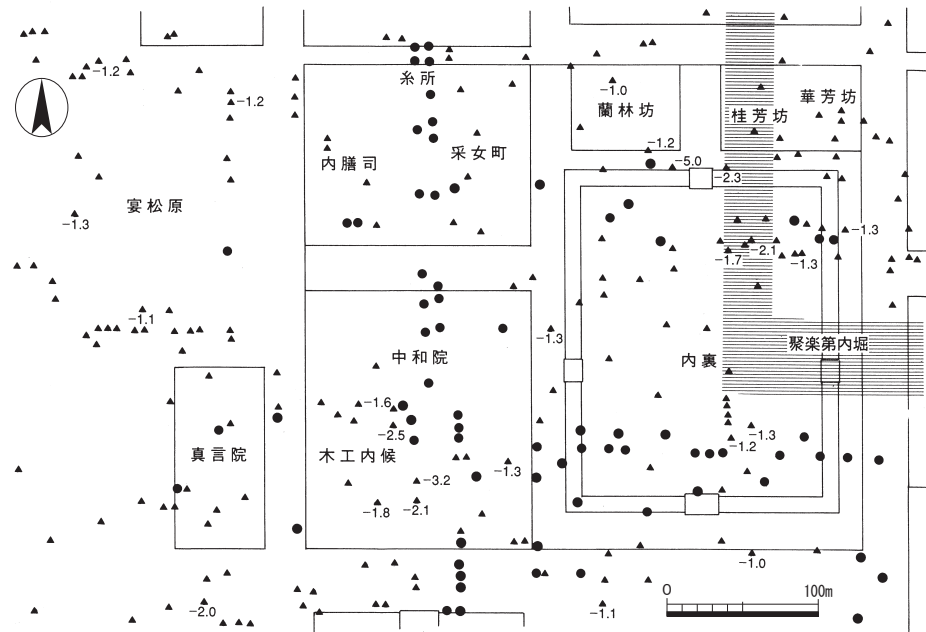 −1.2
−1.2
糸所
−1.0
蘭林坊
華芳坊
桂芳坊
−1.2
内膳司
采女町
−5.0
−2.3
宴松原
−1.3
−1.3
−2.1
−1.7
−1.3
−1.1
−1.3
聚楽第内堀
中和院
内裏
−1.6
−2.5
−1.3
−1.2
真言院
木工内候
−1.3
−3.2
−1.8
−2.1
−1.0
−2.0
−1.1
0
100m